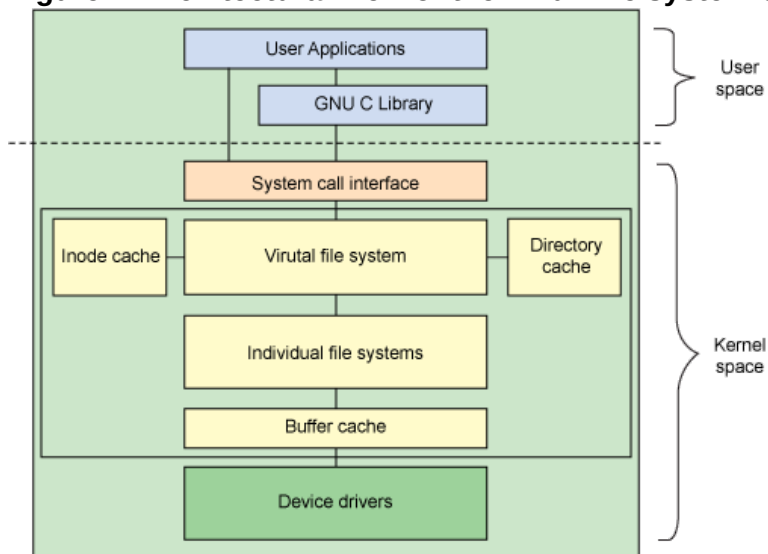 User Applications
User
space
GNU C Library
System call interface
Inode cache
Virutal file system
Directory
cache
Individual file systems
Kernel
space
Buffer cache
Device drivers